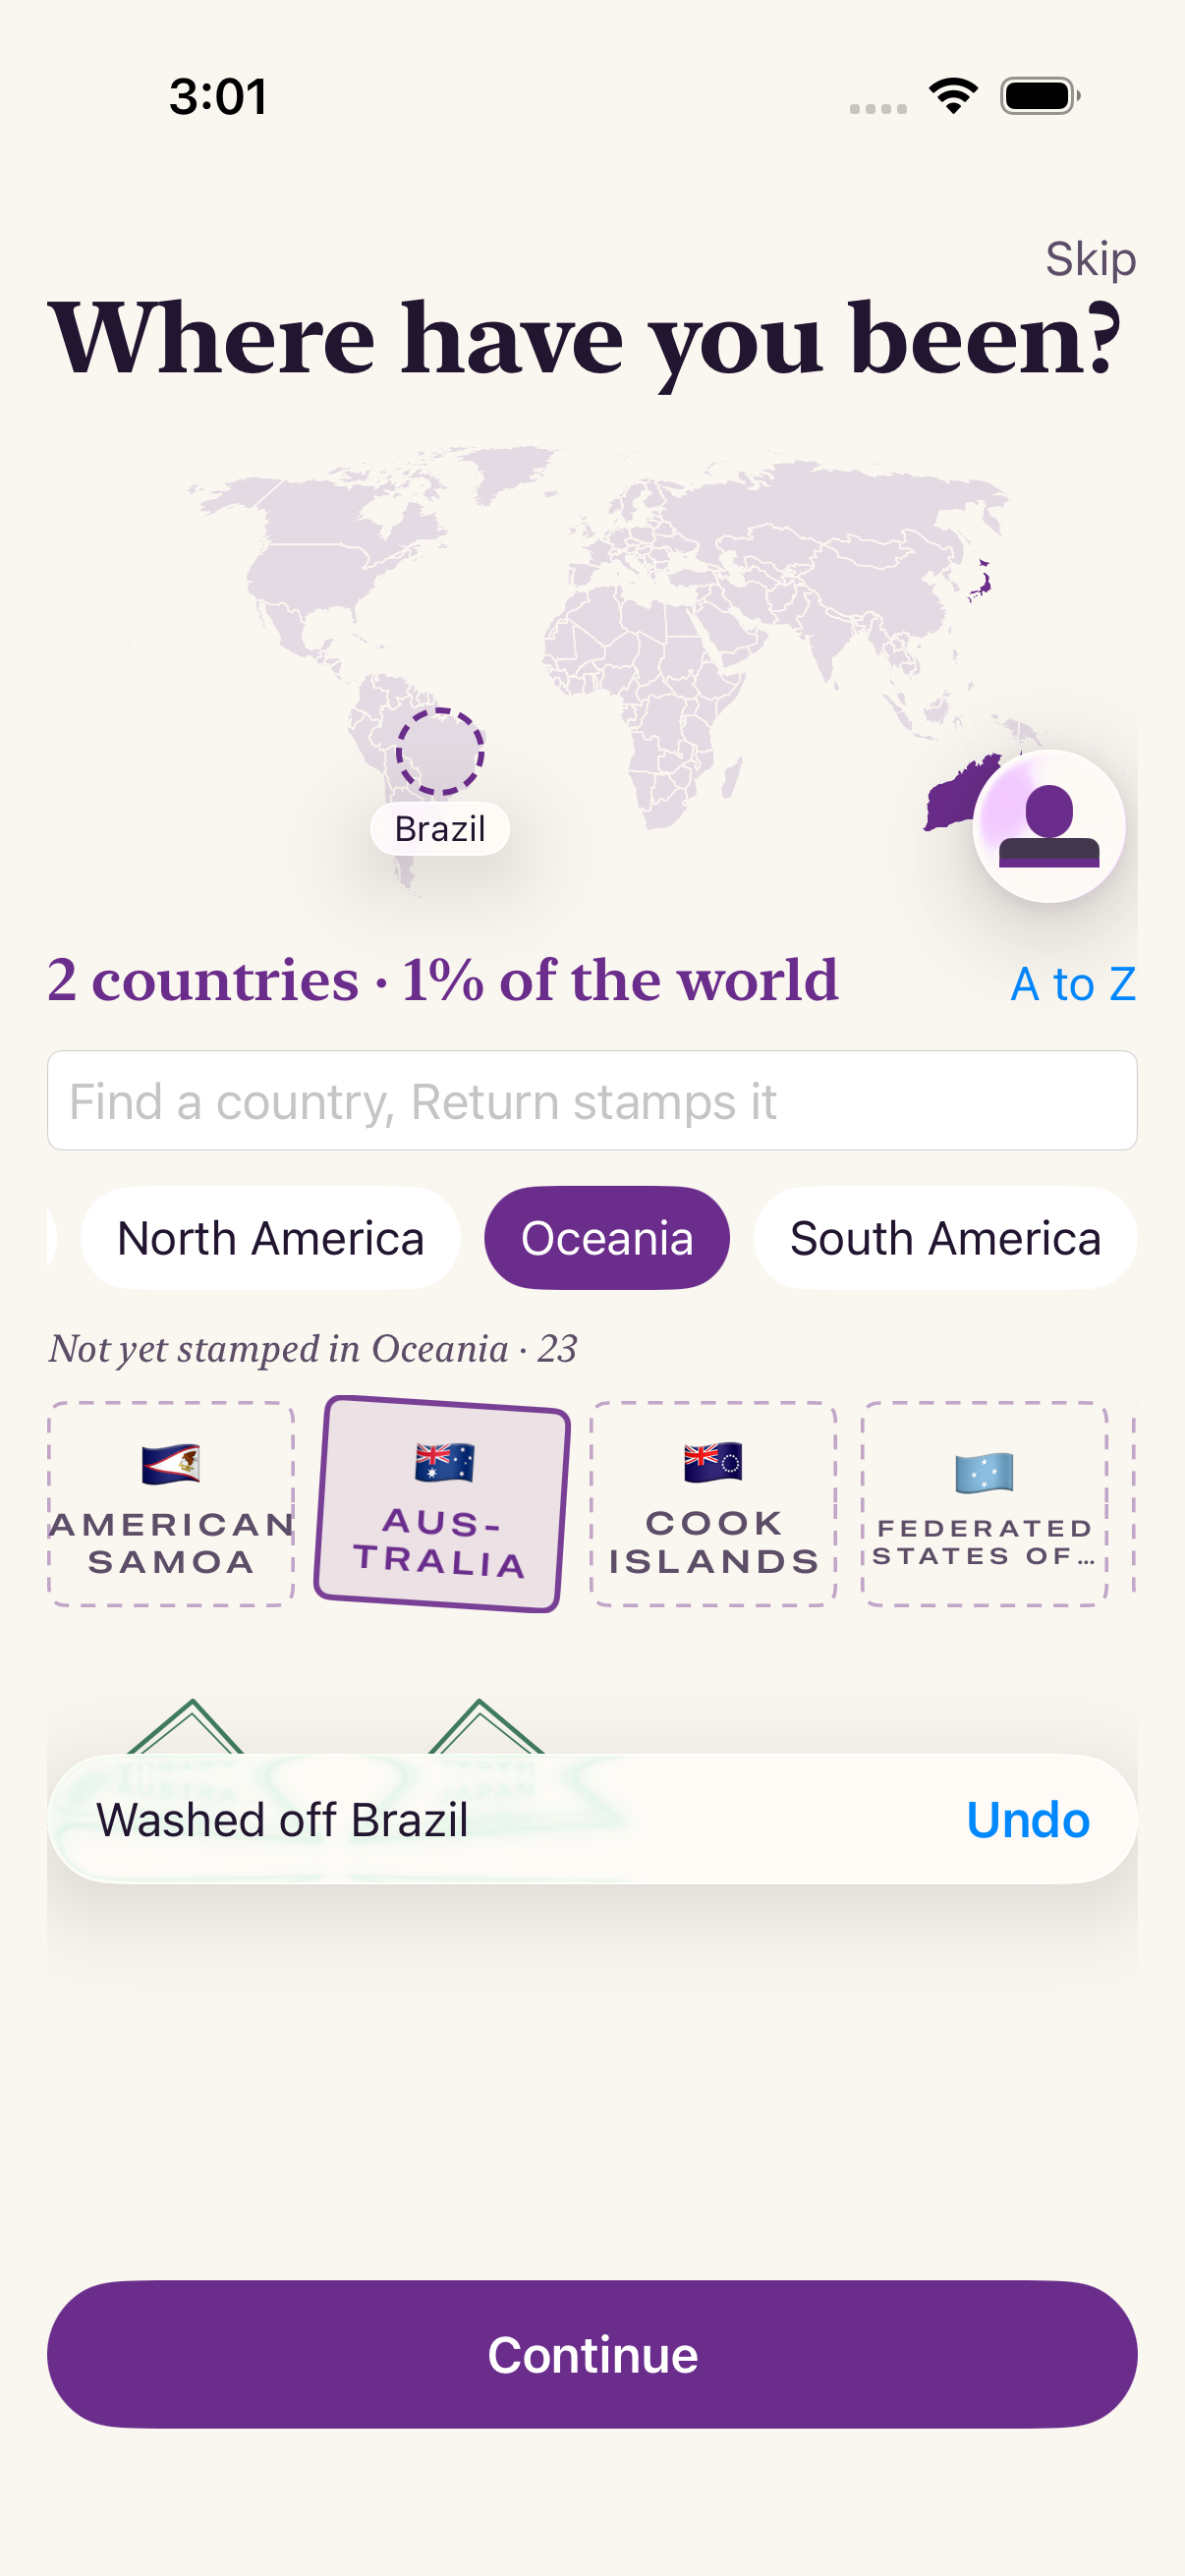 3:01
Skip
Where have you been?
Brazil
2 countries · 1% of the world
A to Z
Find a country, Return stamps it
North America
Oceania
South America
Not yet stamped in Oceania · 23
AMERICAN
SAMOA
AUS-
TRALIA
COOK
ISLANDS
FEDERATED
STATES OF...
Washed off Brazil
Undo
Continue